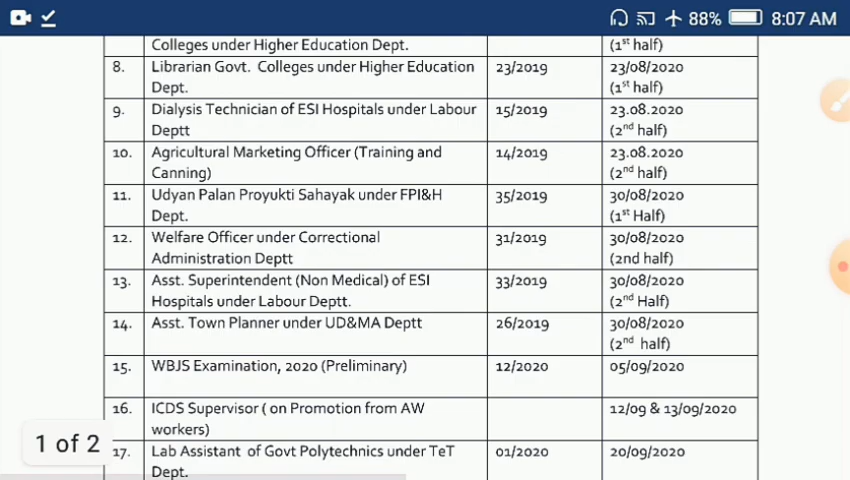 88% 8:07 AM
Colleges under Higher Education Dept. (1st half)
8. Librarian Govt. Colleges under Higher Education 23/2019 23/08/2020
Dept. (1st half)
9. Dialysis Technician of ESI Hospitals under Labour 15/2019 23.08.2020
Deptt (2nd half)
10. Agricultural Marketing Officer (Training and 14/2019 23.08.2020
Canning) (2nd half)
11. Udyan Palan Proyukti Sahayak under FPI&H 35/2019 30/08/2020
Dept. (1st Half)
12. Welfare Officer under Correctional 31/2019 30/08/2020
Administration Deptt (2nd half)
13. Asst. Superintendent (Non Medical) of ESI 33/2019 30/08/2020
Hospitals under Labour Deptt. (2nd Half)
14. Asst. Town Planner under UD&MA Deptt 26/2019 30/08/2020
(2nd half)
15. WBJS Examination, 2020 (Preliminary) 12/2020 05/09/2020
16. ICDS Supervisor ( on Promotion from AW 12/09 & 13/09/2020
workers)
1 of 2
17. Lab Assistant of Govt Polytechnics under TeT 01/2020 20/09/2020
Dept.